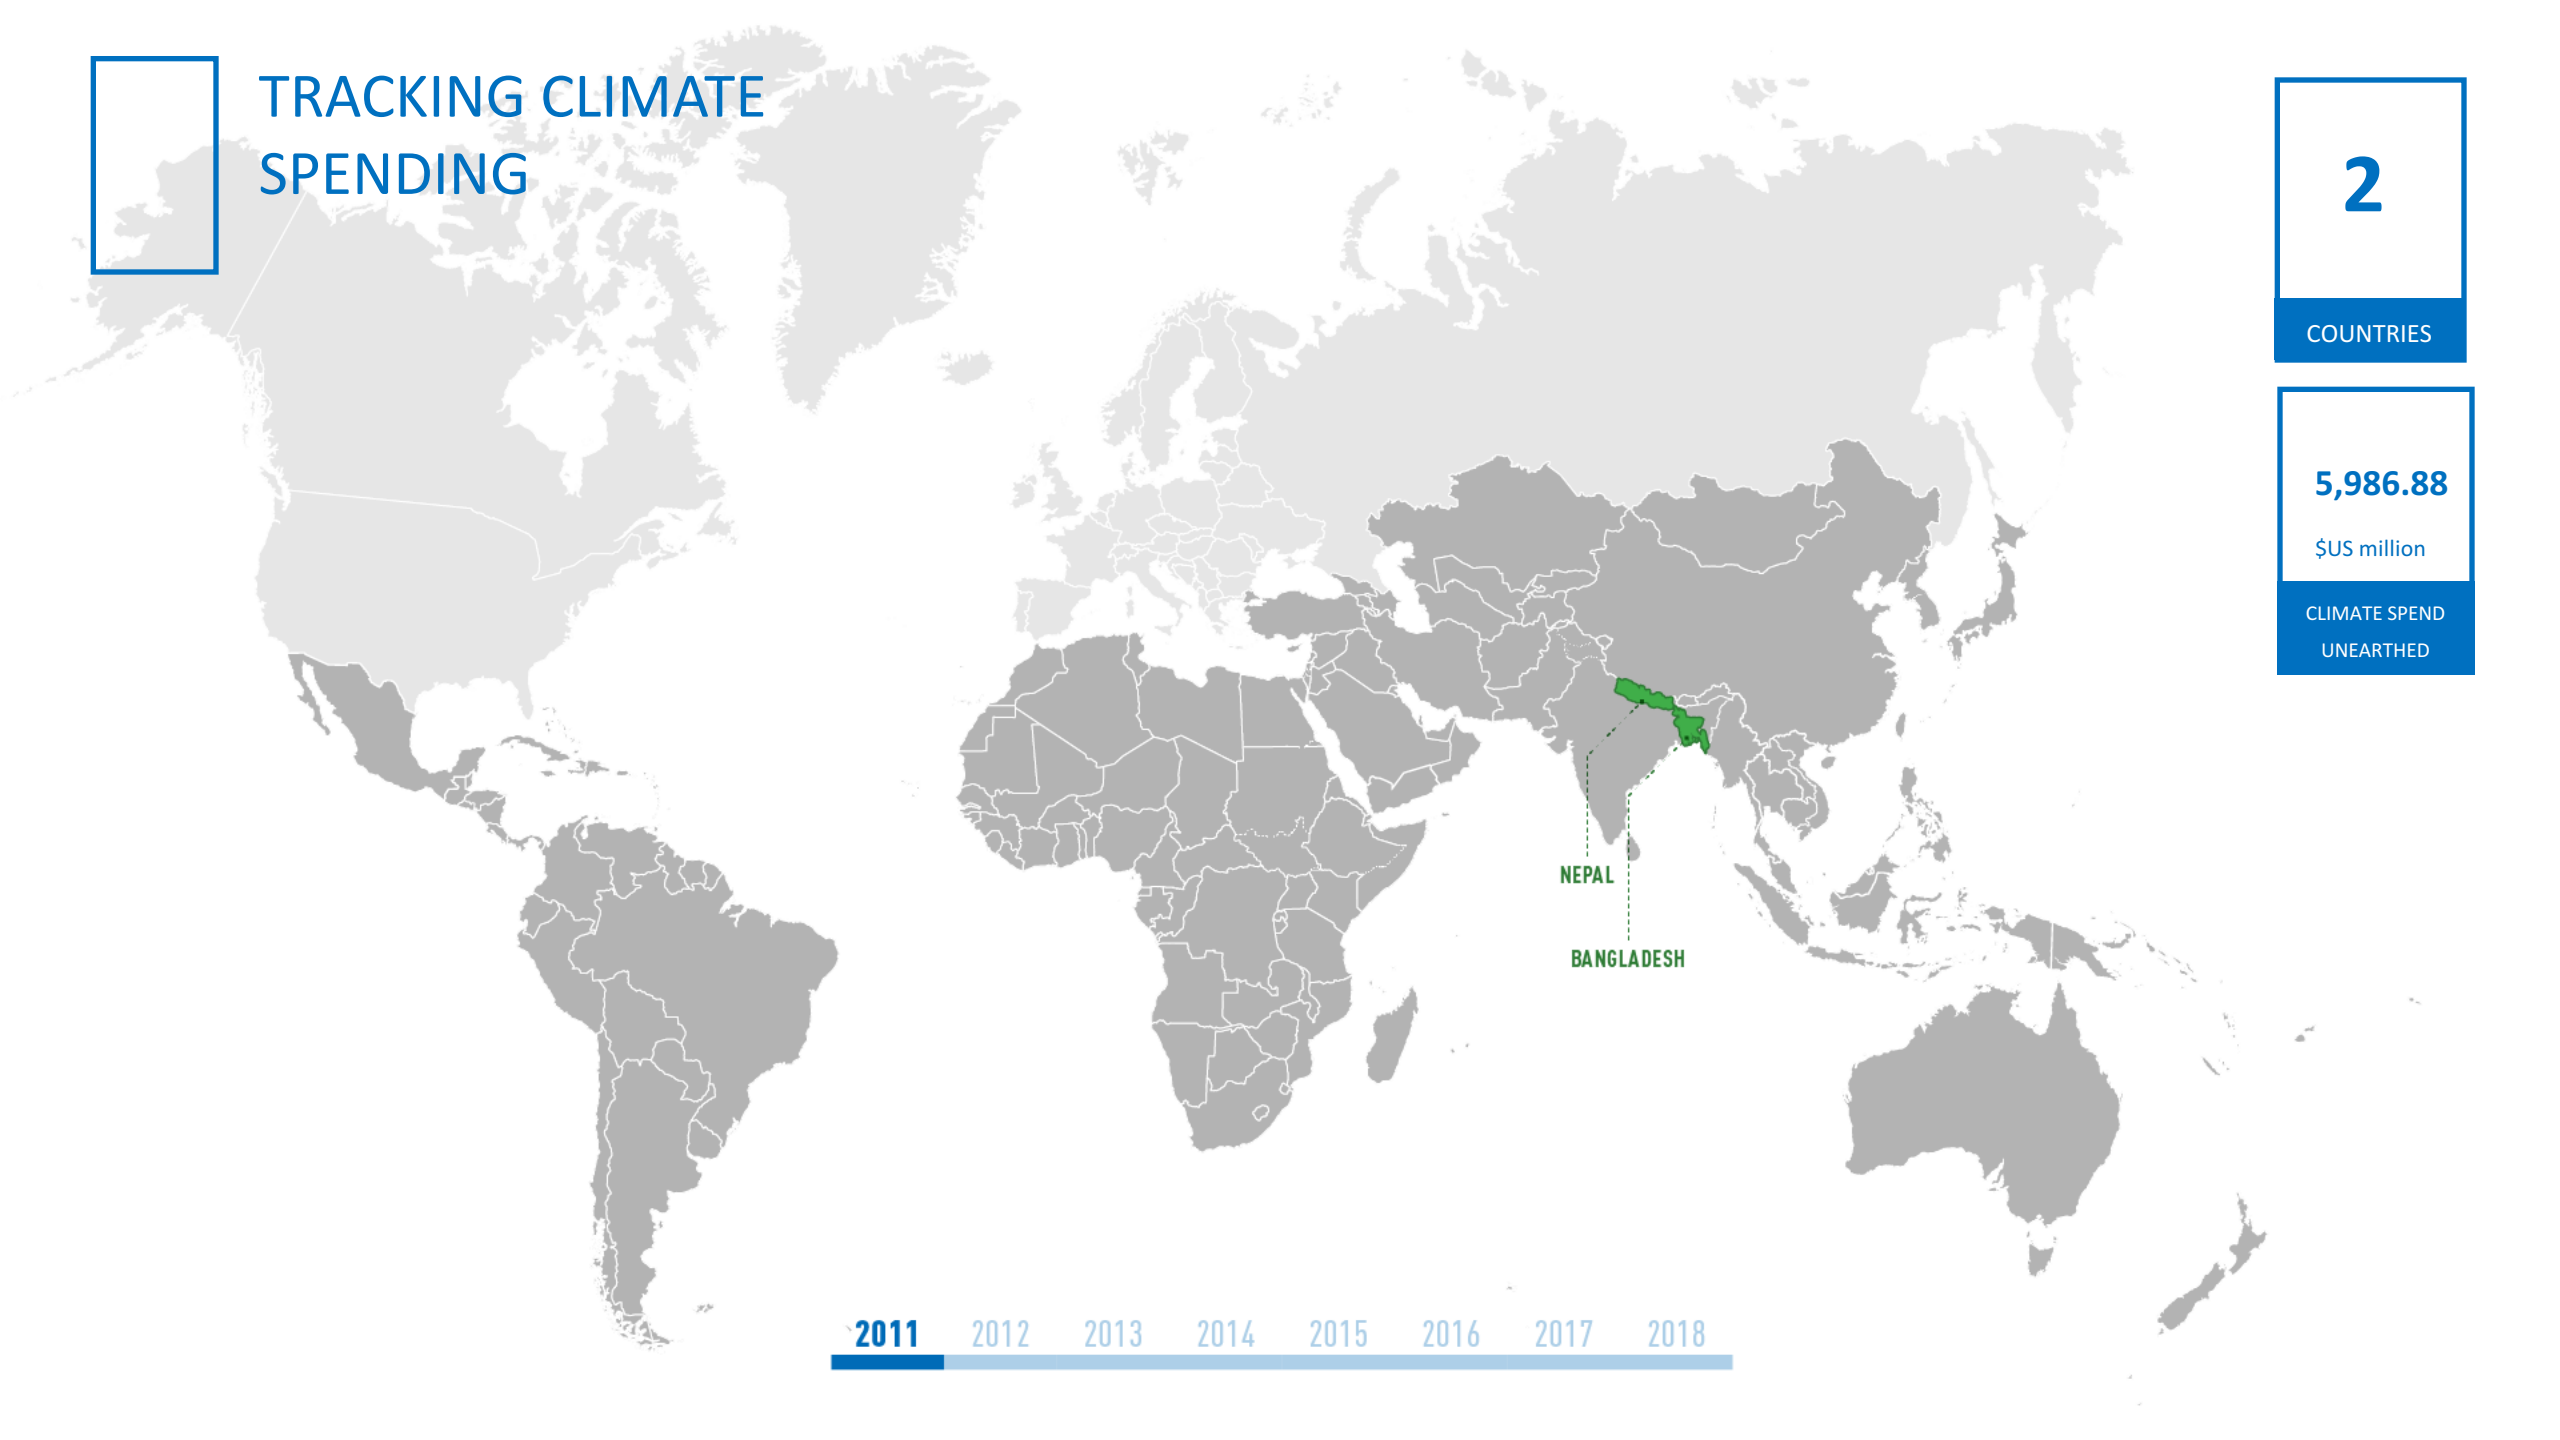 TRACKING CLIMATE
SPENDING
2
COUNTRIES
5,986.88
$US million
CLIMATE SPEND
UNEARTHED
NEPAL
BANGLADESH
2011 2012 2013 2014 2015 2016 2017 2018